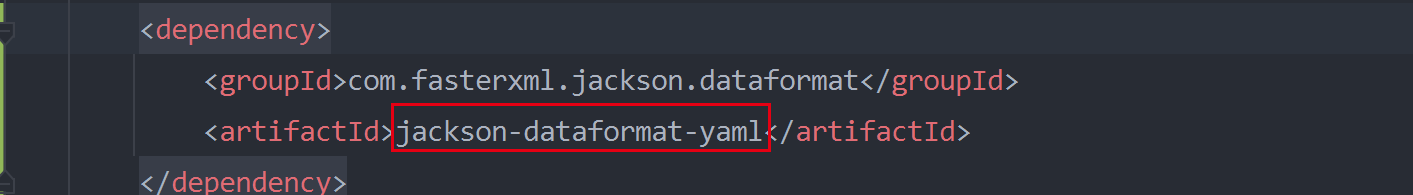 <dependency>
<groupId>com.fasterxml.jackson.dataformat</groupId>
<artifactId>jackson-dataformat-yaml</artifactId>
</dependency>